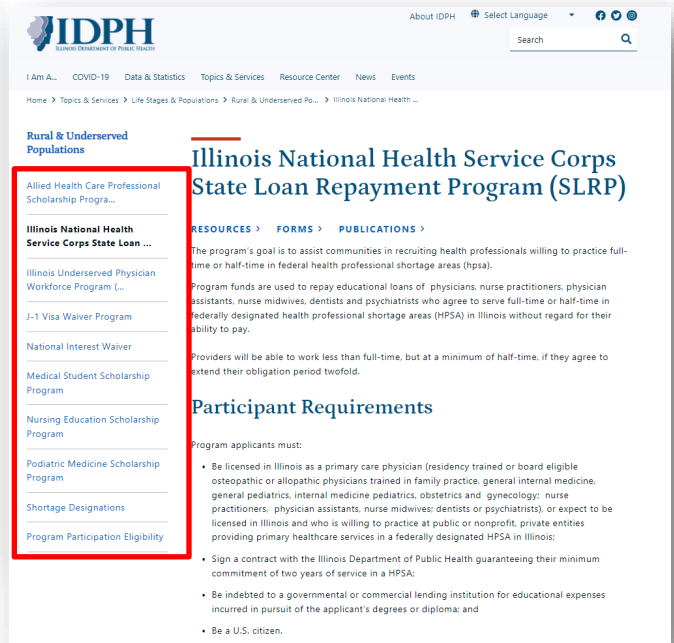 About IDPH
Select Language
IDPH
ILLINOIS DEPARTMENT OF PUBLIC HEALTH
Search
I Am A...
COVID-19
Data & Statistics
Topics & Services
Resource Center
News
Events
Home > Topics & Services > Life Stages & Populations > Rural & Underserved Po... > Illinois National Health ...
Rural & Underserved
Populations
Allied Health Care Professional
Scholarship Progra...
Illinois National Health
Service Corps State Loan ...
Illinois Underserved Physician
Workforce Program (...
J-1 Visa Waiver Program
National Interest Waiver
Medical Student Scholarship
Program
Nursing Education Scholarship
Program
Podiatric Medicine Scholarship
Program
Shortage Designations
Program Participation Eligibility
Illinois National Health Service Corps
State Loan Repayment Program (SLRP)
RESOURCES > FORMS > PUBLICATIONS >
The program's goal is to assist communities in recruiting health professionals willing to practice full-
time or half-time in federal health professional shortage areas (hpsa).
Program funds are used to repay educational loans of physicians, nurse practitioners, physician
assistants, nurse midwives, dentists and psychiatrists who agree to serve full-time or half-time in
federally designated health professional shortage areas (HPSA) in Illinois without regard for their
ability to pay.
Providers will be able to work less than full-time, but at a minimum of half-time, if they agree to
extend their obligation period twofold.
Participant Requirements
Program applicants must:
• Be licensed in Illinois as a primary care physician (residency trained or board eligible
osteopathic or allopathic physicians trained in family practice, general internal medicine,
general pediatrics, internal medicine pediatrics, obstetrics and gynecology; nurse
practitioners, physician assistants, nurse midwives; dentists or psychiatrists), or expect to be
licensed in Illinois and who is willing to practice at public or nonprofit, private entities
providing primary healthcare services in a federally designated HPSA in Illinois;
• Sign a contract with the Illinois Department of Public Health guaranteeing their minimum
commitment of two years of service in a HPSA;
• Be indebted to a governmental or commercial lending institution for educational expenses
incurred in pursuit of the applicant's degrees or diploma; and
• Be a U.S. citizen.